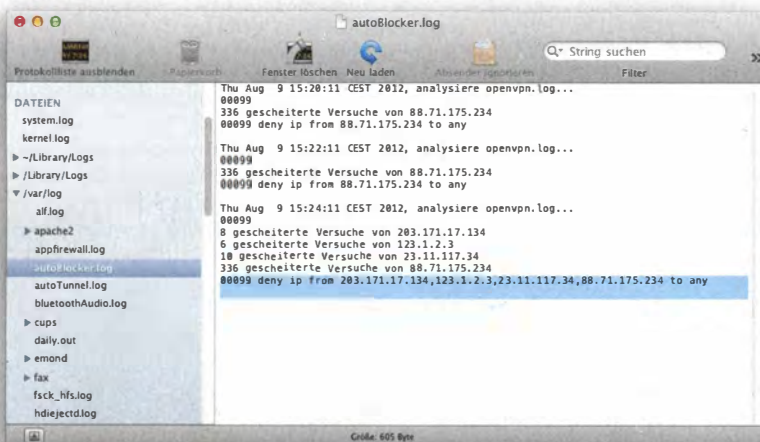 autoBlocker.log
Protokolliste ausblenden
Papierkorb
Fenster löschen
Neu laden
Absender ignorieren
String suchen
Filter
DATEIEN
system.log
kernel.log
~/Library/Logs
/Library/Logs
/var/log
alf.log
apache2
appfirewall.log
autoBlocker.log
autoTunnel.log
bluetoothAudio.log
cups
daily.out
emond
fax
fsck_hfs.log
hdiejectd.log
Thu Aug 9 15:20:11 CEST 2012, analysiere openvpn.log...
00099
336 gescheiterte Versuche von 88.71.175.234
00099 deny ip from 88.71.175.234 to any
Thu Aug 9 15:22:11 CEST 2012, analysiere openvpn.log...
00099
336 gescheiterte Versuche von 88.71.175.234
00099 deny ip from 88.71.175.234 to any
Thu Aug 9 15:24:11 CEST 2012, analysiere openvpn.log...
00099
8 gescheiterte Versuche von 203.171.17.134
6 gescheiterte Versuche von 123.1.2.3
10 gescheiterte Versuche von 23.11.117.34
336 gescheiterte Versuche von 88.71.175.234
00099 deny ip from 203.171.17.134,123.1.2.3,23.11.117.34,88.71.175.234 to any
Größe: 605 Byte